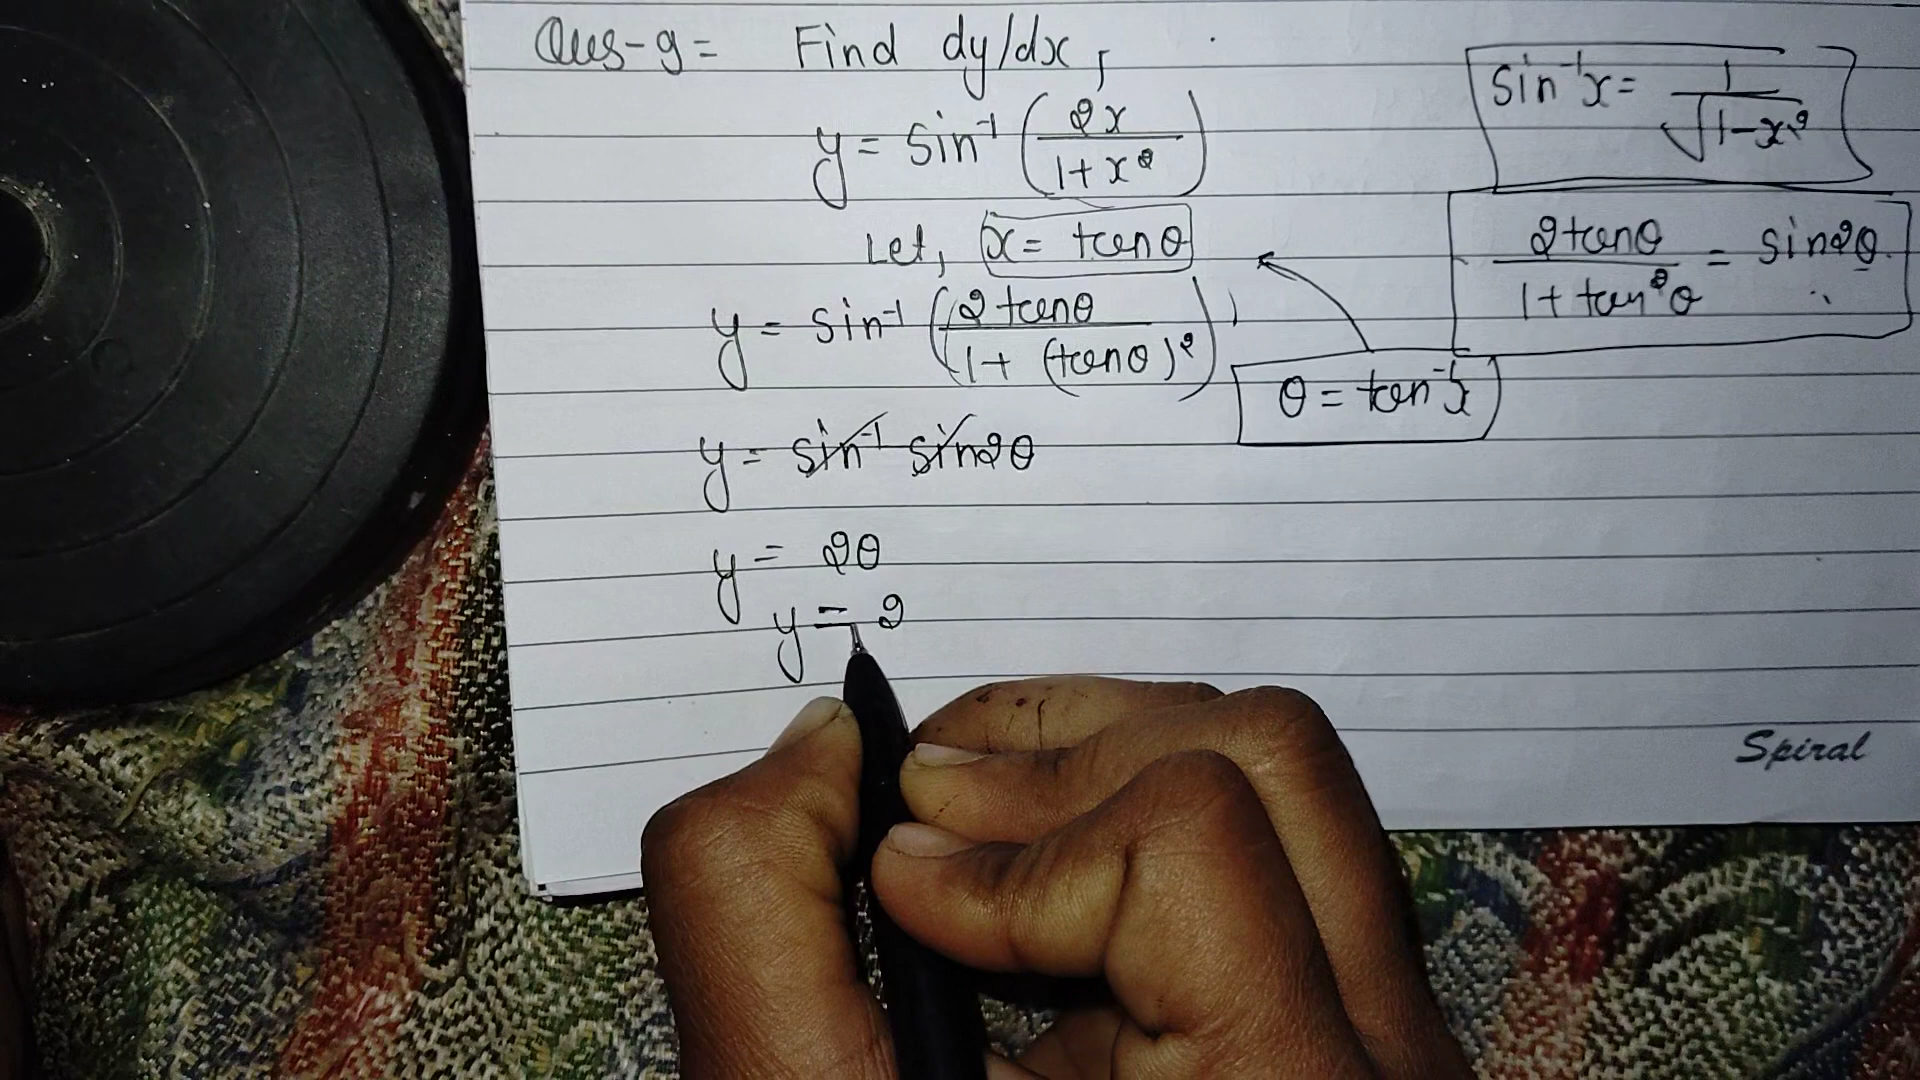 Ques-9= Find dy/dx,
y = sin⁻¹ (2x / 1+x²)
Let, x = tanθ
y = sin⁻¹ (2tanθ / 1+(tanθ)²)
y = sin⁻¹ sin2θ
y = 2θ
y = 2
sin⁻¹x = 1 / √1-x²
2tanθ / 1+tan²θ = sin2θ
θ = tan⁻¹x
Spiral